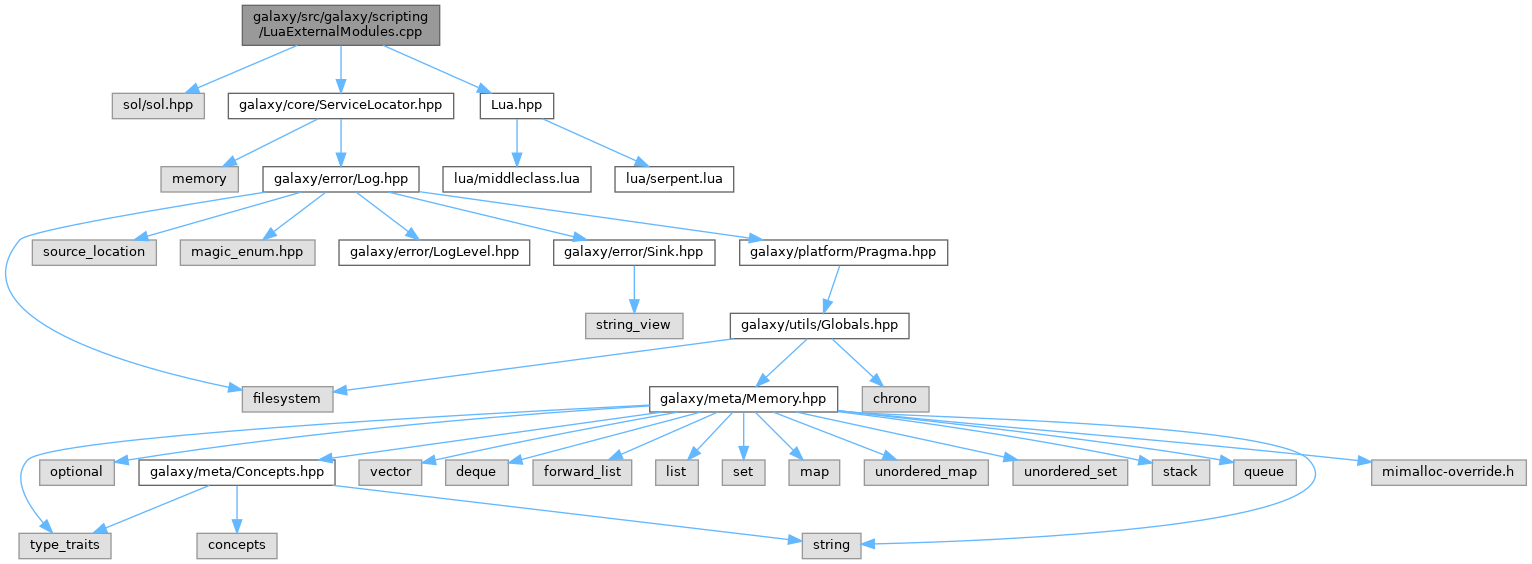 galaxy/src/galaxy/scripting
/LuaExternalModules.cpp
sol/sol.hpp
galaxy/core/ServiceLocator.hpp
Lua.hpp
memory
galaxy/error/Log.hpp
lua/middleclass.lua
lua/serpent.lua
source_location
magic_enum.hpp
galaxy/error/LogLevel.hpp
galaxy/error/Sink.hpp
galaxy/platform/Pragma.hpp
string_view
galaxy/utils/Globals.hpp
filesystem
galaxy/meta/Memory.hpp
chrono
optional
galaxy/meta/Concepts.hpp
vector
deque
forward_list
list
set
map
unordered_map
unordered_set
stack
queue
mimalloc-override.h
type_traits
concepts
string